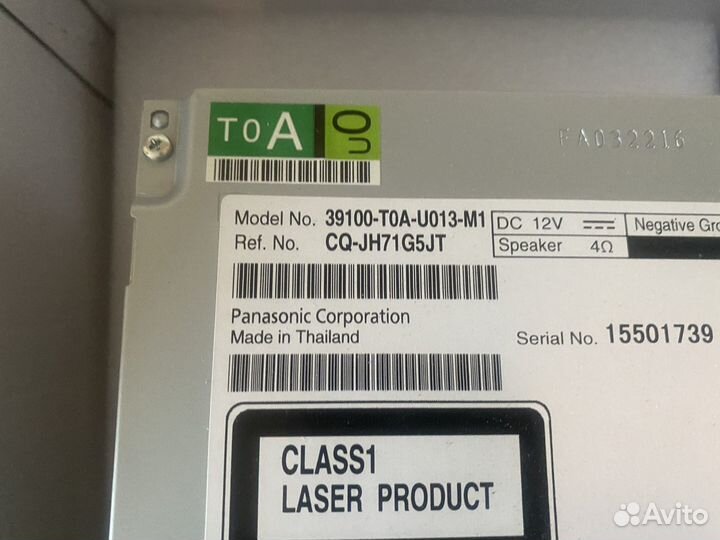 T0A U0
FA032216
Model No. 39100-T0A-U013-M1
Ref. No. CQ-JH71G5JT
DC 12V
Negative Gro
Speaker 4Ω
Panasonic Corporation
Made in Thailand
Serial No. 15501739
CLASS1
LASER PRODUCT
Avito